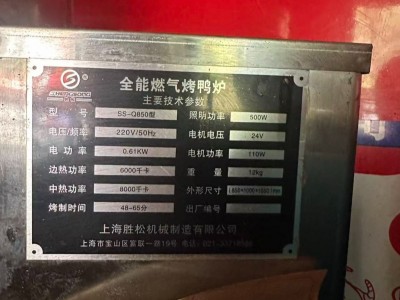 SHENGSONG
全能燃气烤鸭炉
主要技术参数
型号 SS-Q850型 照明功率 500W
电压/频率 220V/50Hz 电机电压 24V
电功率 0.61KW 电机功率 110W
边热功率 6000千卡 重量
中热功率 8000千卡 外形尺寸
烤制时间 48-65分 出厂编号
上海胜松机械制造有限公司
上海市宝山区